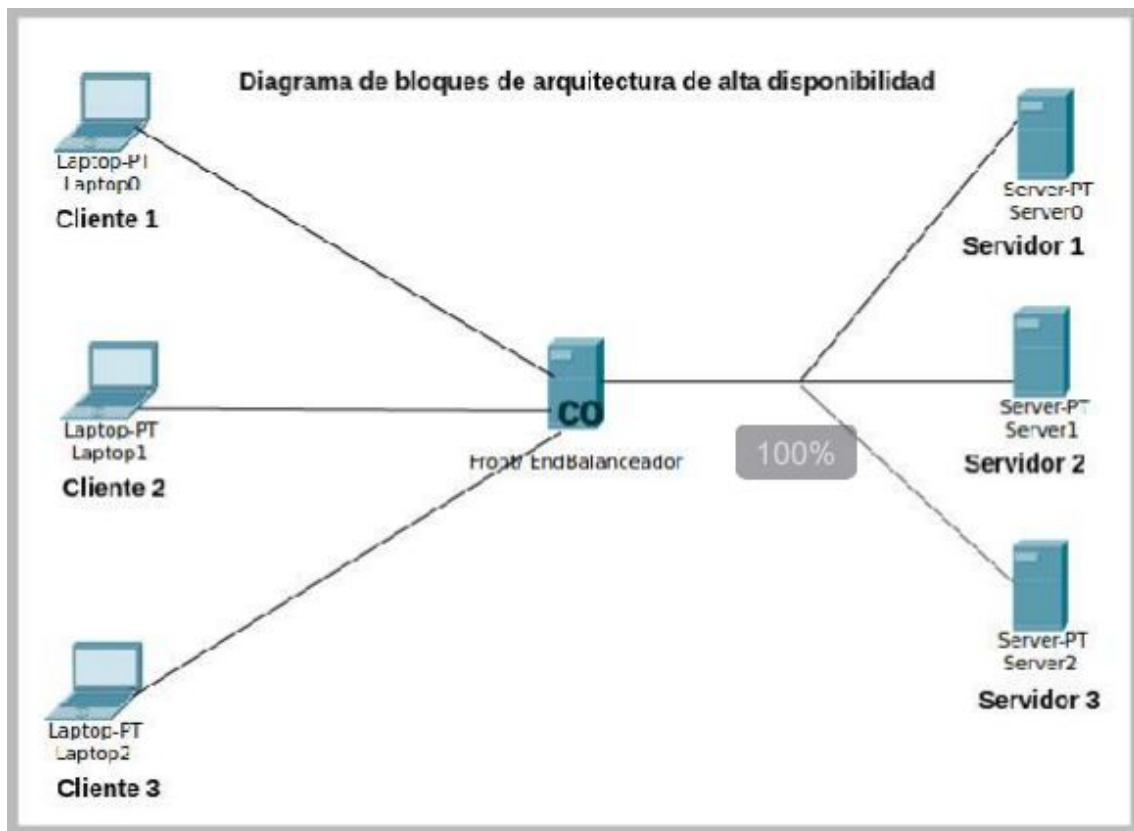 Diagrama de bloques de arquitectura de alta disponibilidad
Laptop-PT
Laptop0
Cliente 1
Server-PT
Server0
Servidor 1
Laptop-PT
Laptop1
Cliente 2
CO
Front/ EndBalanceador
100%
Server-PT
Server1
Servidor 2
Laptop-PT
Laptop2
Cliente 3
Server-PT
Server2
Servidor 3